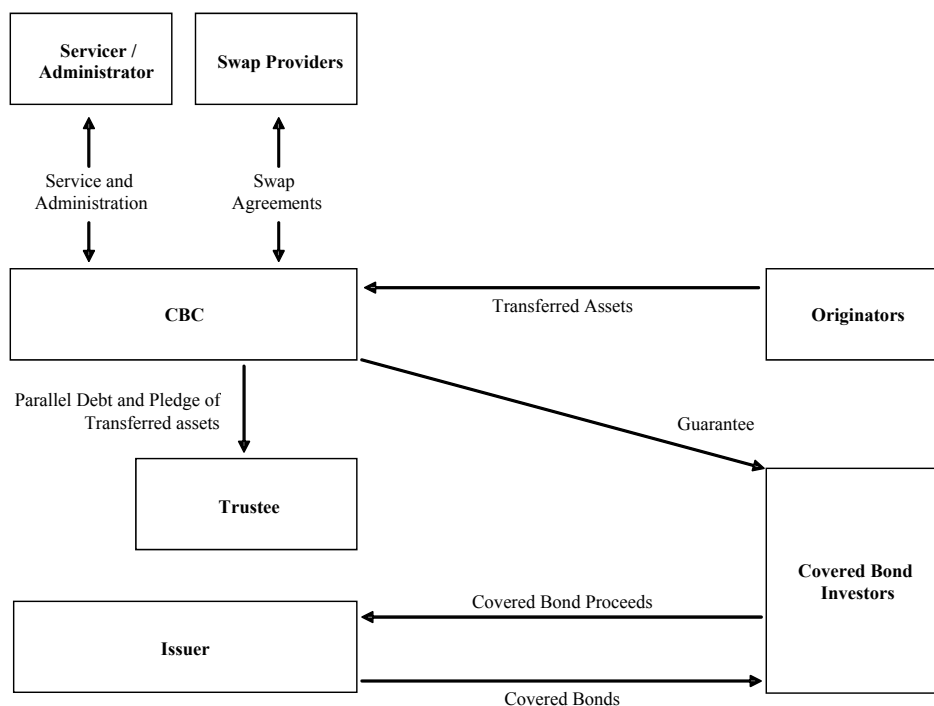 Servicer /
Administrator
Swap Providers
Service and
Administration
Swap
Agreements
CBC
Transferred Assets
Originators
Parallel Debt and Pledge of
Transferred assets
Guarantee
Trustee
Covered Bond
Investors
Covered Bond Proceeds
Issuer
Covered Bonds